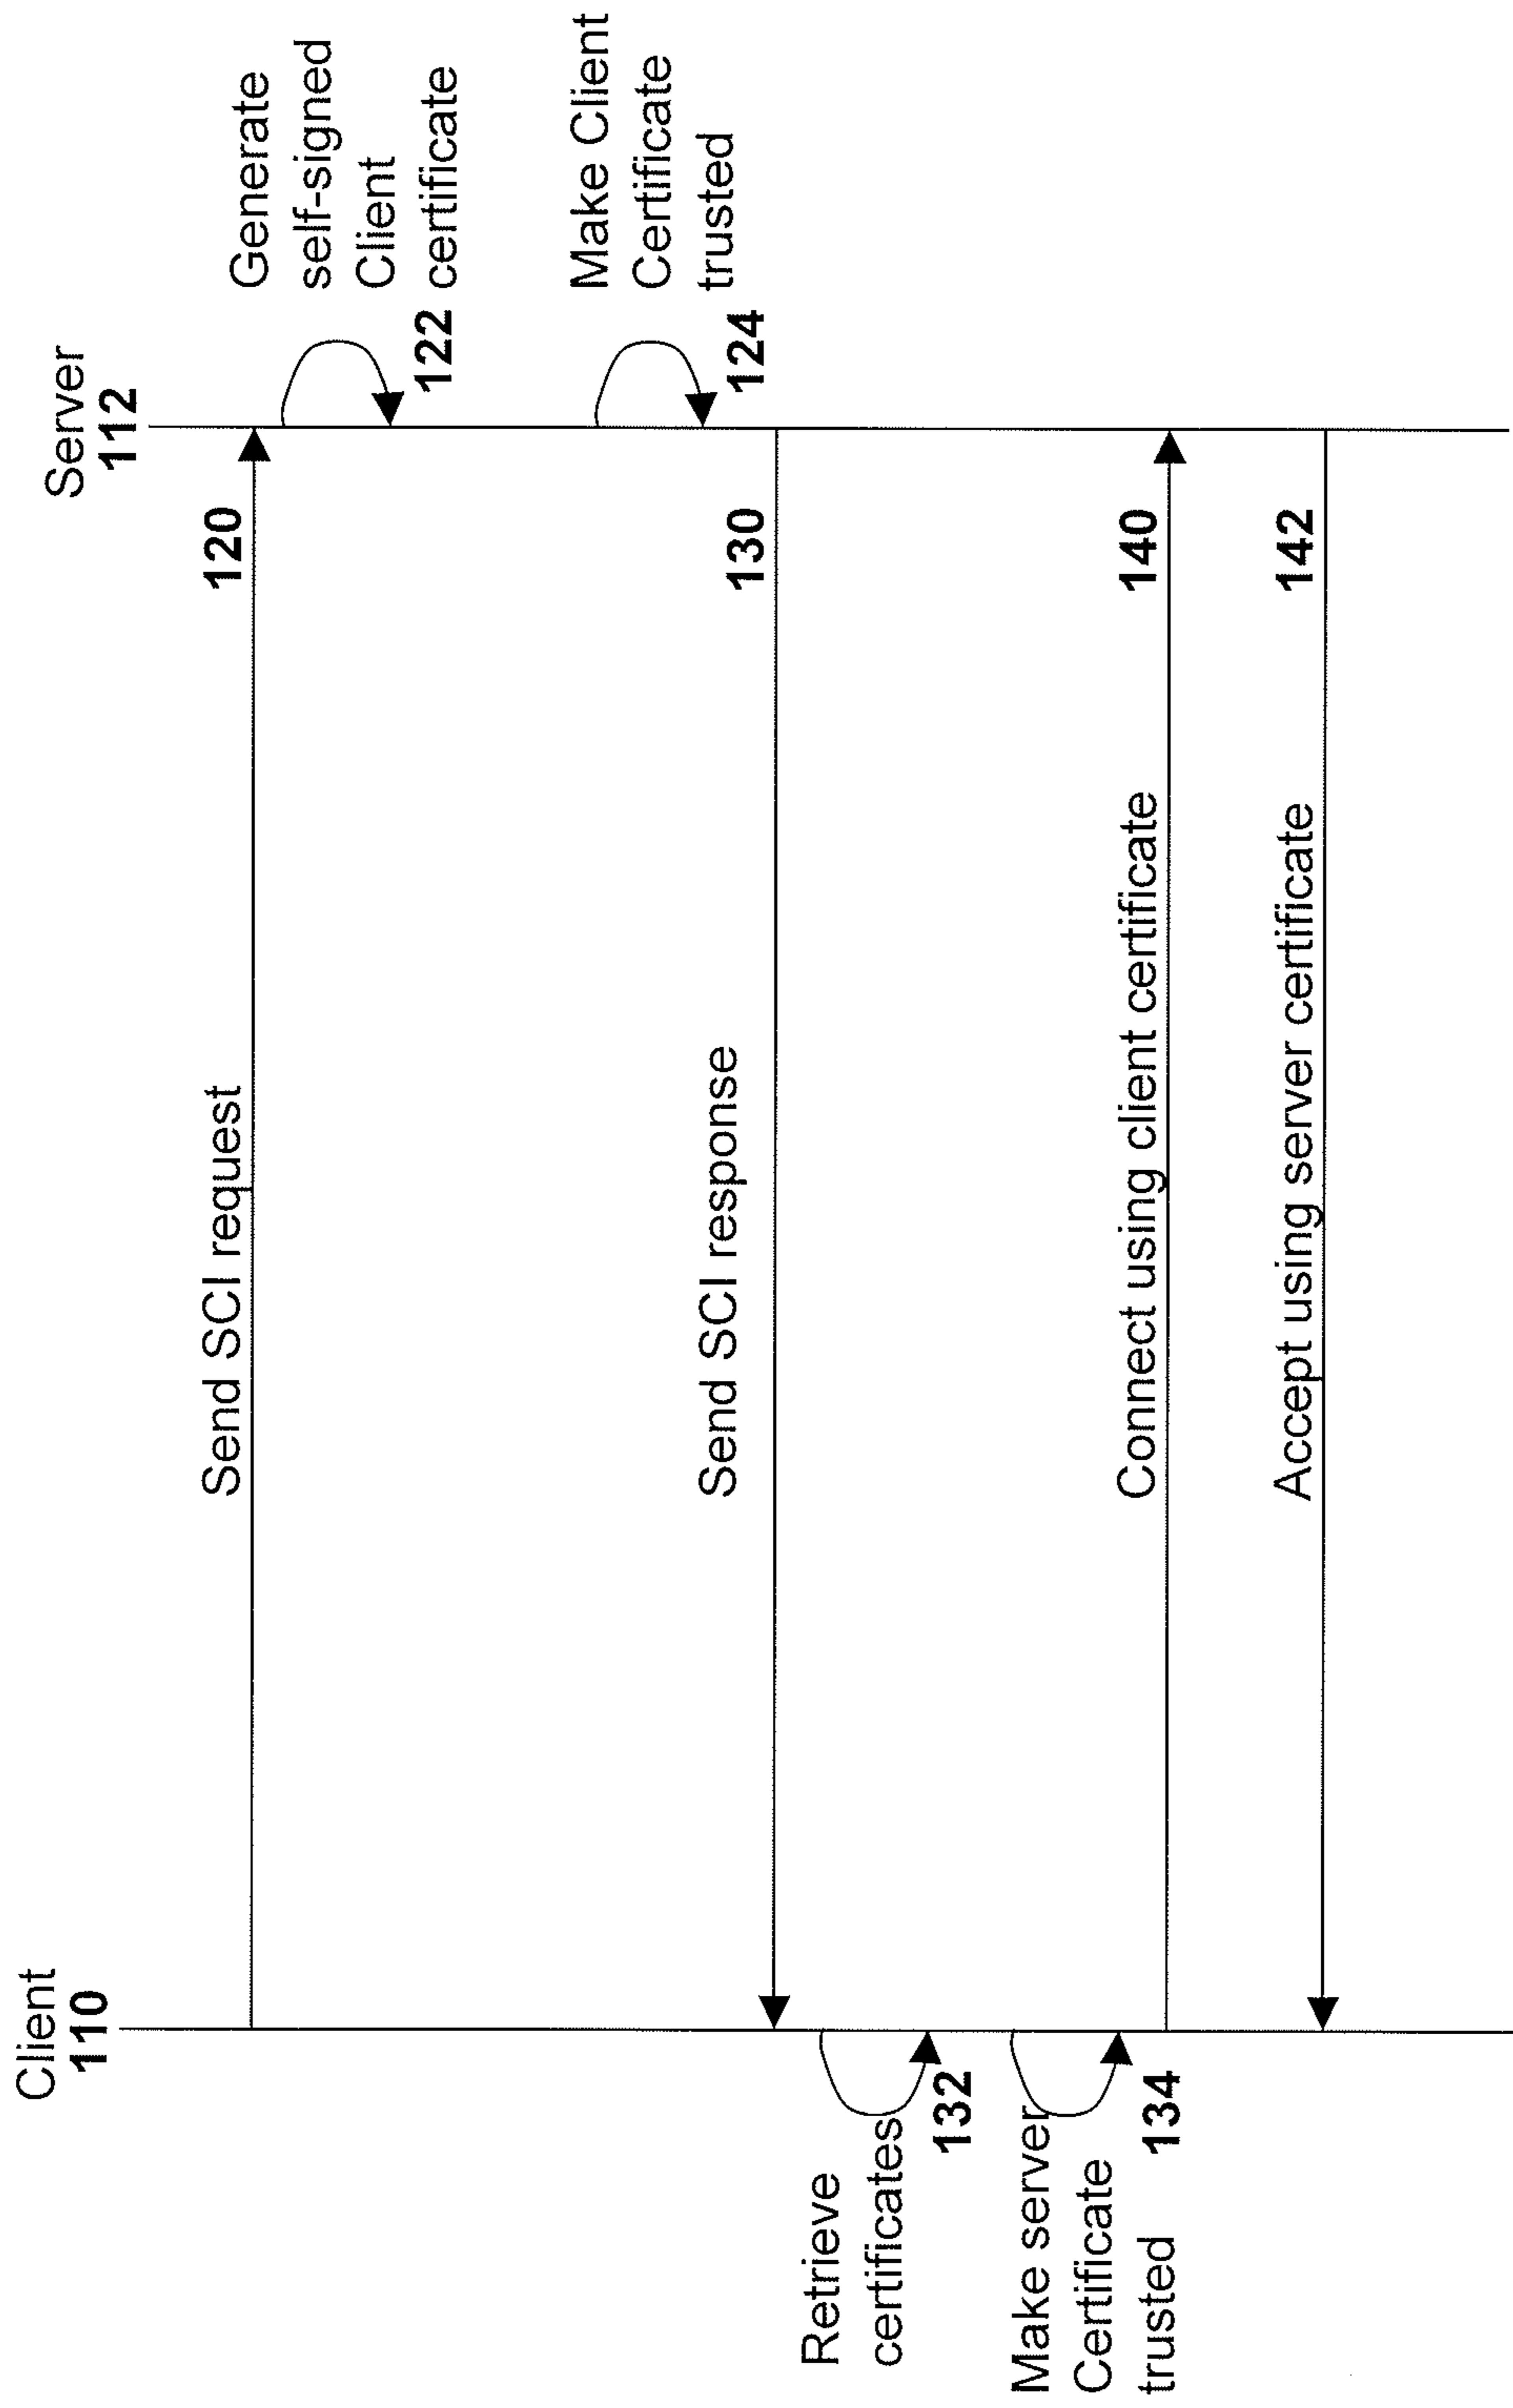 Client
110
Server
112
Send SCI request
120
Generate
self-signed
Client
certificate
122
Make Client
Certificate
trusted
124
Send SCI response
130
Retrieve
certificates
132
Make server
Certificate
trusted
134
Connect using client certificate
140
Accept using server certificate
142